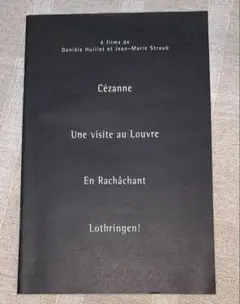 4 films de
Danièle Huillet et Jean-Marie Straub
Cézanne
Une visite au Louvre
En Rachâchant
Lothringen!